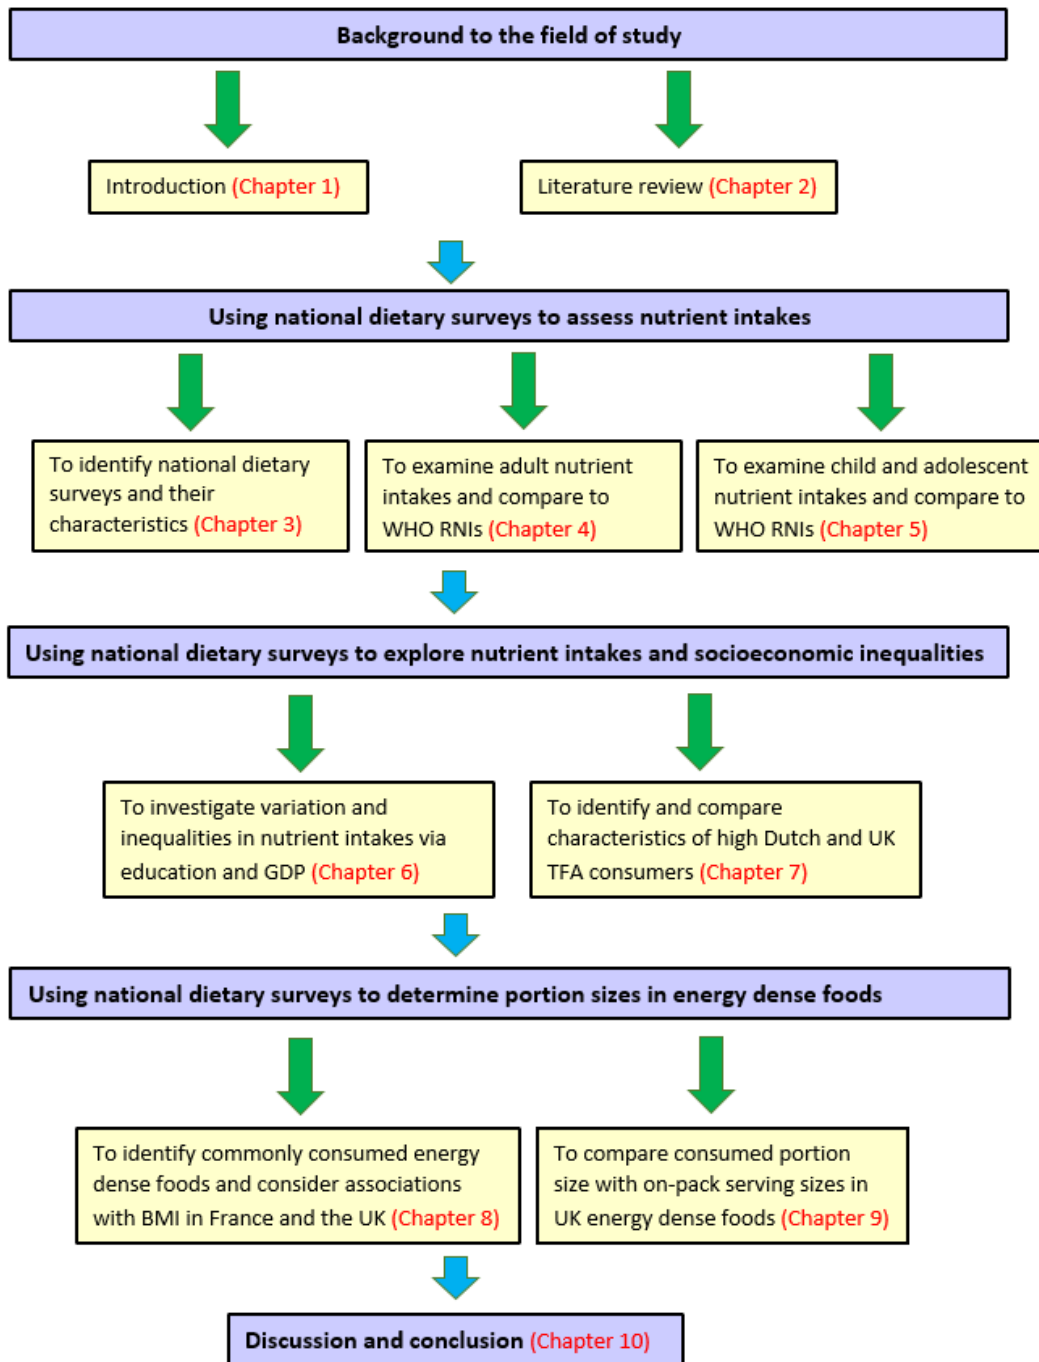 Background to the field of study
Introduction (Chapter 1)
Literature review (Chapter 2)
Using national dietary surveys to assess nutrient intakes
To identify national dietary
surveys and their
characteristics (Chapter 3)
To examine adult nutrient
intakes and compare to
WHO RNIs (Chapter 4)
To examine child and adolescent
nutrient intakes and compare to
WHO RNIs (Chapter 5)
Using national dietary surveys to explore nutrient intakes and socioeconomic inequalities
To investigate variation and
inequalities in nutrient intakes via
education and GDP (Chapter 6)
To identify and compare
characteristics of high Dutch and UK
TFA consumers (Chapter 7)
Using national dietary surveys to determine portion sizes in energy dense foods
To identify commonly consumed energy
dense foods and consider associations
with BMI in France and the UK (Chapter 8)
To compare consumed portion
size with on-pack serving sizes in
UK energy dense foods (Chapter 9)
Discussion and conclusion (Chapter 10)